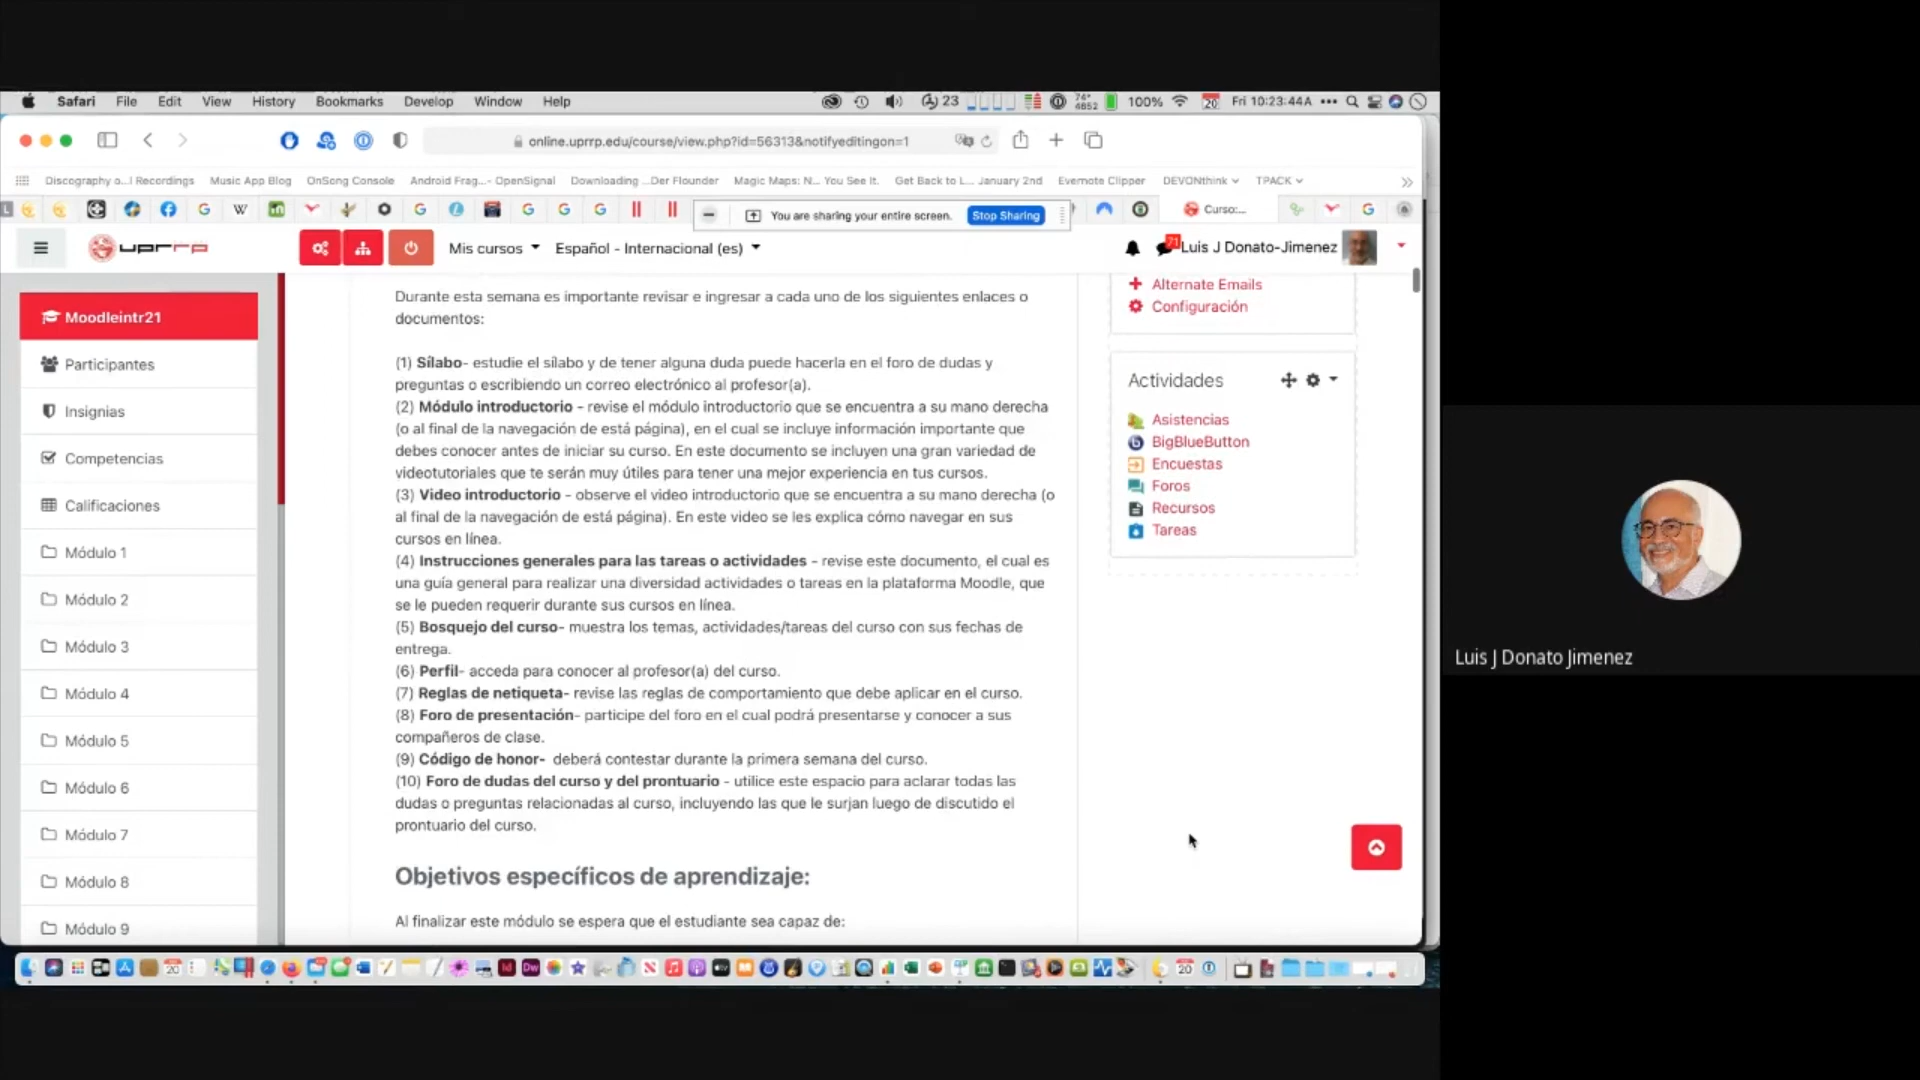 Safari File Edit View History Bookmarks Develop Window Help
23 74° 4852 100% 20 Fri 10:23:44A
online.uprrp.edu/course/view.php?id=56313&notifyeditingon=1
Discography o...l Recordings Music App Blog OnSong Console Android Frag...- OpenSignal Downloading ...Der Flounder Magic Maps: N... You See It. Get Back to L... January 2nd Evernote Clipper DEVONthink TPACK
You are sharing your entire screen. Stop Sharing
Curso:...
uprrp
Mis cursos Español - Internacional (es)
71 Luis J Donato-Jimenez
Moodleintr21
Participantes
Insignias
Competencias
Calificaciones
Módulo 1
Módulo 2
Módulo 3
Módulo 4
Módulo 5
Módulo 6
Módulo 7
Módulo 8
Módulo 9
Durante esta semana es importante revisar e ingresar a cada uno de los siguientes enlaces o
documentos:
(1) Sílabo- estudie el sílabo y de tener alguna duda puede hacerla en el foro de dudas y
preguntas o escribiendo un correo electrónico al profesor(a).
(2) Módulo introductorio - revise el módulo introductorio que se encuentra a su mano derecha
(o al final de la navegación de está página), en el cual se incluye información importante que
debes conocer antes de iniciar su curso. En este documento se incluyen una gran variedad de
videotutoriales que te serán muy útiles para tener una mejor experiencia en tus cursos.
(3) Video introductorio - observe el video introductorio que se encuentra a su mano derecha (o
al final de la navegación de está página). En este video se les explica cómo navegar en sus
cursos en línea.
(4) Instrucciones generales para las tareas o actividades - revise este documento, el cual es
una guía general para realizar una diversidad actividades o tareas en la plataforma Moodle, que
se le pueden requerir durante sus cursos en línea.
(5) Bosquejo del curso- muestra los temas, actividades/tareas del curso con sus fechas de
entrega.
(6) Perfil- acceda para conocer al profesor(a) del curso.
(7) Reglas de netiqueta- revise las reglas de comportamiento que debe aplicar en el curso.
(8) Foro de presentación- participe del foro en el cual podrá presentarse y conocer a sus
compañeros de clase.
(9) Código de honor- deberá contestar durante la primera semana del curso.
(10) Foro de dudas del curso y del prontuario - utilice este espacio para aclarar todas las
dudas o preguntas relacionadas al curso, incluyendo las que le surjan luego de discutido el
prontuario del curso.
Objetivos específicos de aprendizaje:
Al finalizar este módulo se espera que el estudiante sea capaz de:
Alternate Emails
Configuración
Actividades
Asistencias
BigBlueButton
Encuestas
Foros
Recursos
Tareas
Luis J Donato Jimenez